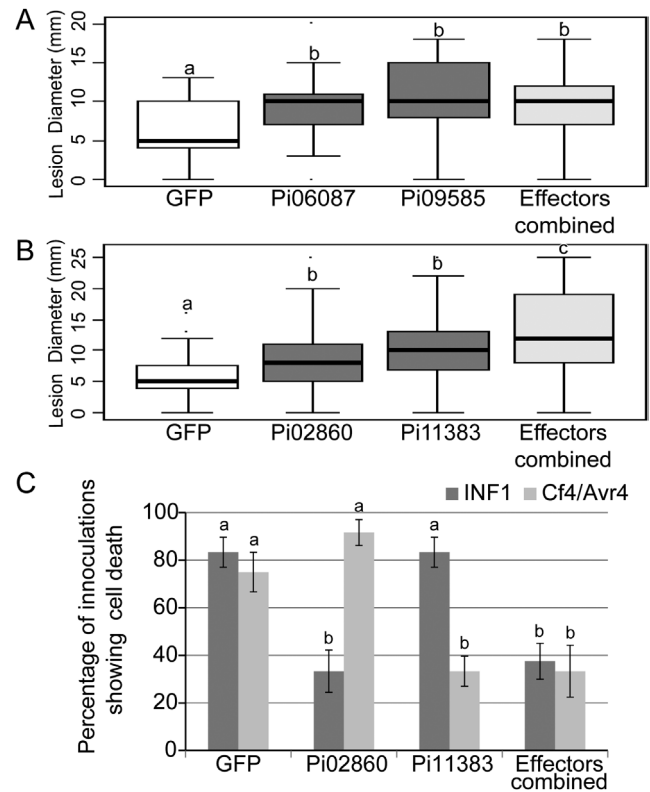 A
Lesion Diameter (mm)
20
15
10
5
0
a
b
b
b
GFP
Pi06087
Pi09585
Effectors
combined
B
Lesion Diameter (mm)
25
20
15
10
5
0
a
b
b
c
GFP
Pi02860
Pi11383
Effectors
combined
C
INF1
Cf4/Avr4
Percentage of innoculations
showing cell death
100
80
60
40
20
0
a
a
b
a
a
b
b
b
GFP
Pi02860
Pi11383
Effectors
combined